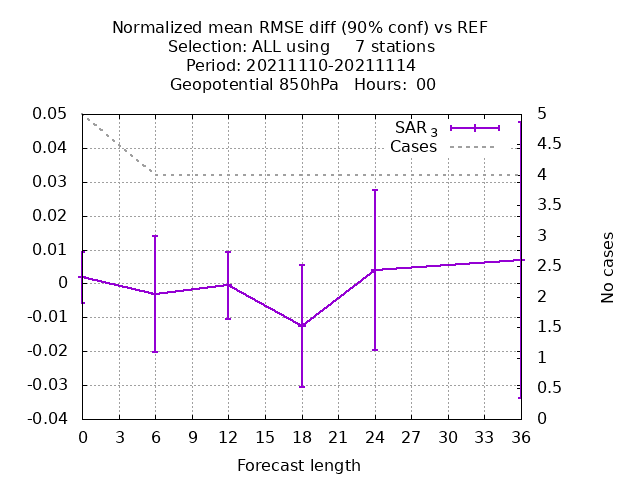 Normalized mean RMSE diff (90% conf) vs REF
Selection: ALL using     7 stations
Period: 20211110-20211114
Geopotential 850hPa   Hours:  00
SAR 3
Cases
0.05
0.04
0.03
0.02
0.01
0
-0.01
-0.02
-0.03
-0.04
5
4.5
4
3.5
3
2.5
2
1.5
1
0.5
0
No cases
0 3 6 9 12 15 18 21 24 27 30 33 36
Forecast length